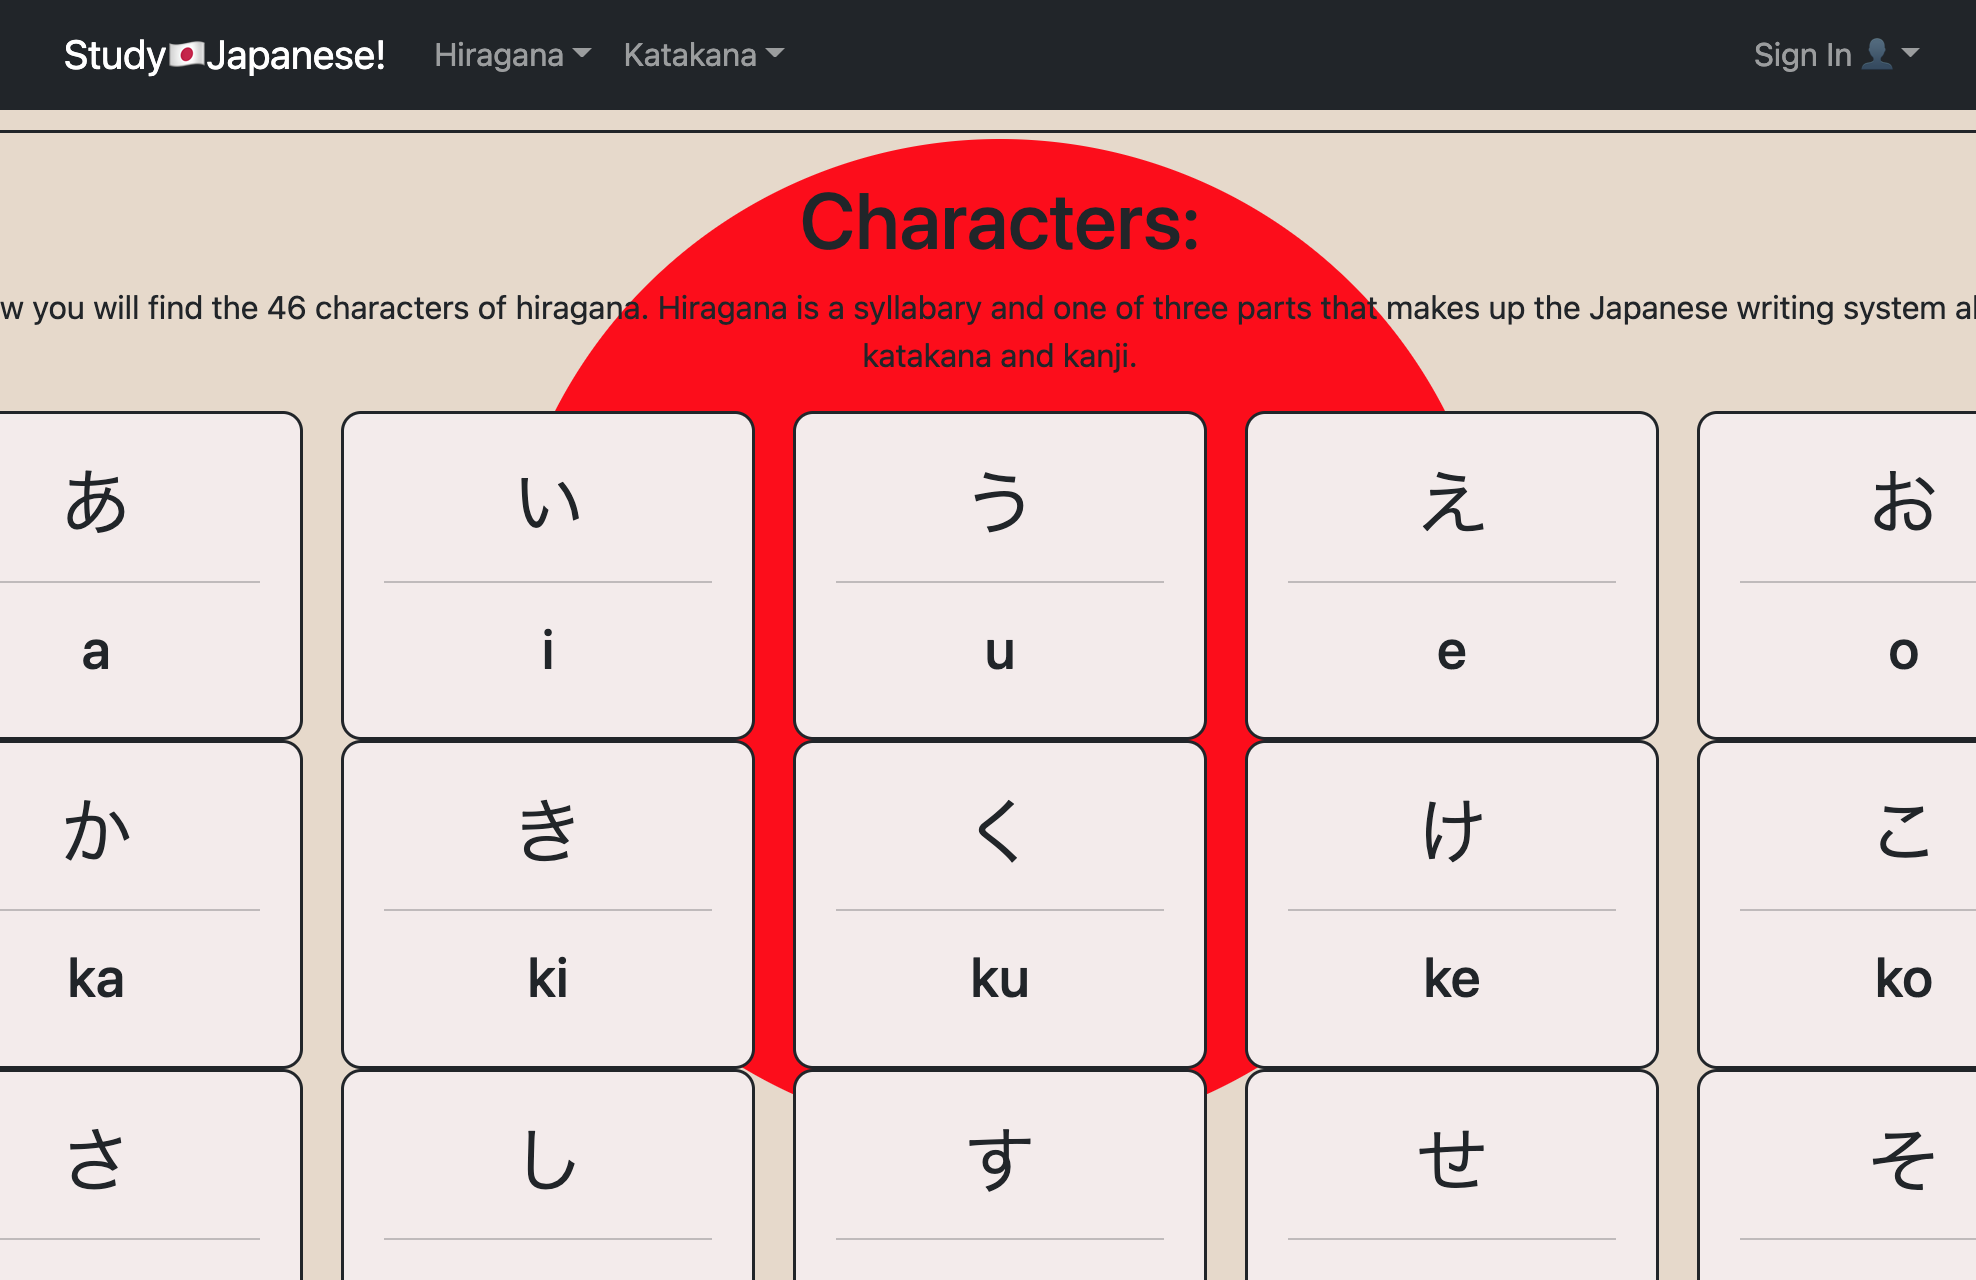 Study🇯🇵Japanese! Hiragana Katakana Sign In 👤
Characters:
you will find the 46 characters of hiragana. Hiragana is a syllabary and one of three parts that makes up the Japanese writing system
katakana and kanji.
あ い う え お
a i u e o
か き く け こ
ka ki ku ke ko
さ し す せ そ